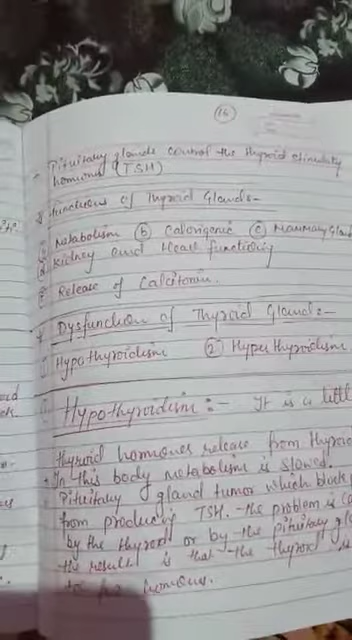 16
- Pituitary glands control the thyroid stimulaty
hormone (TSH)
functions of Thyroid Glands-
Metabolism (b) Calorigenic (c) Mammary Gland
Kidney and Heart functioning
Release of Calcitonin.
Dysfunction of Thyroid Glands:-
Hypothyroidism (2) Hyperthyroidism
Hypothyroidism:- It is a little
thyroid hormones release from thyroid
In this body metabolism is slowed.
Pituitary gland tumor which block
from producing TSH. - the problem is
by the thyroid or by the pituitary
the result is that the thyroid is
hormones.